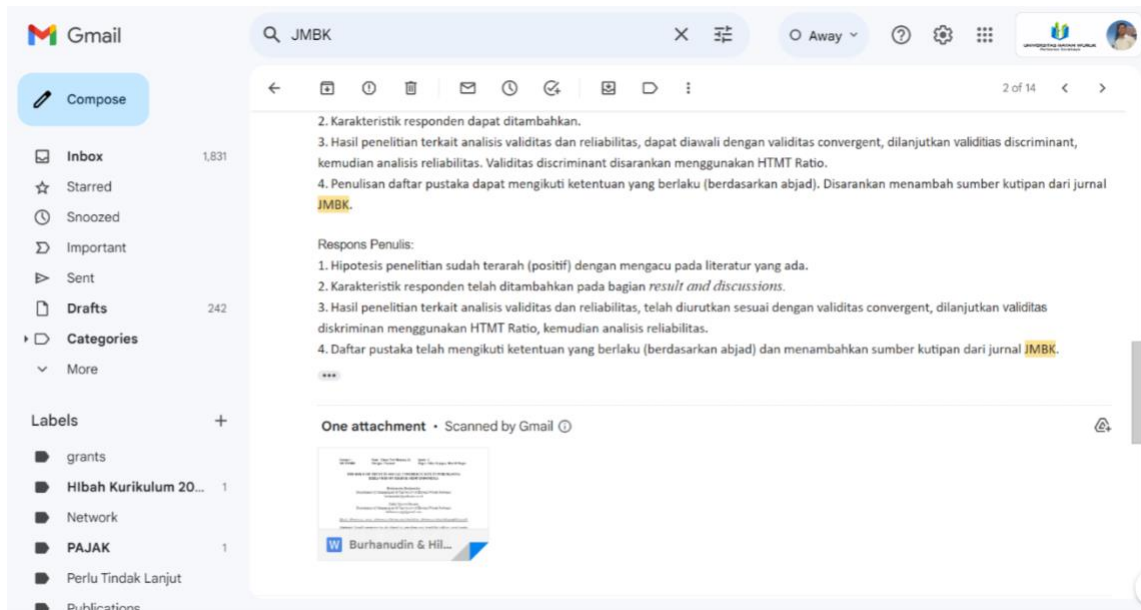 Gmail
JMBK
Away
UNIVERSITAS HAYAM WURUK
Compose
2 of 14
Inbox 1,831
Starred
Snoozed
Important
Sent
Drafts 242
Categories
More
Labels
grants
HIbah Kurikulum 20... 1
Network
PAJAK 1
Perlu Tindak Lanjut
Publications
2. Karakteristik responden dapat ditambahkan.
3. Hasil penelitian terkait analisis validitas dan reliabilitas, dapat diawali dengan validitas convergent, dilanjutkan validitias discriminant,
kemudian analisis reliabilitas. Validitas discriminant disarankan menggunakan HTMT Ratio.
4. Penulisan daftar pustaka dapat mengikuti ketentuan yang berlaku (berdasarkan abjad). Disarankan menambah sumber kutipan dari jurnal
JMBK.
Respons Penulis:
1. Hipotesis penelitian sudah terarah (positif) dengan mengacu pada literatur yang ada.
2. Karakteristik responden telah ditambahkan pada bagian result and discussions.
3. Hasil penelitian terkait analisis validitas dan reliabilitas, telah diurutkan sesuai dengan validitas convergent, dilanjutkan validitas
diskriminan menggunakan HTMT Ratio, kemudian analisis reliabilitas.
4. Daftar pustaka telah mengikuti ketentuan yang berlaku (berdasarkan abjad) dan menambahkan sumber kutipan dari jurnal JMBK.
One attachment • Scanned by Gmail
W Burhanudin & Hil...